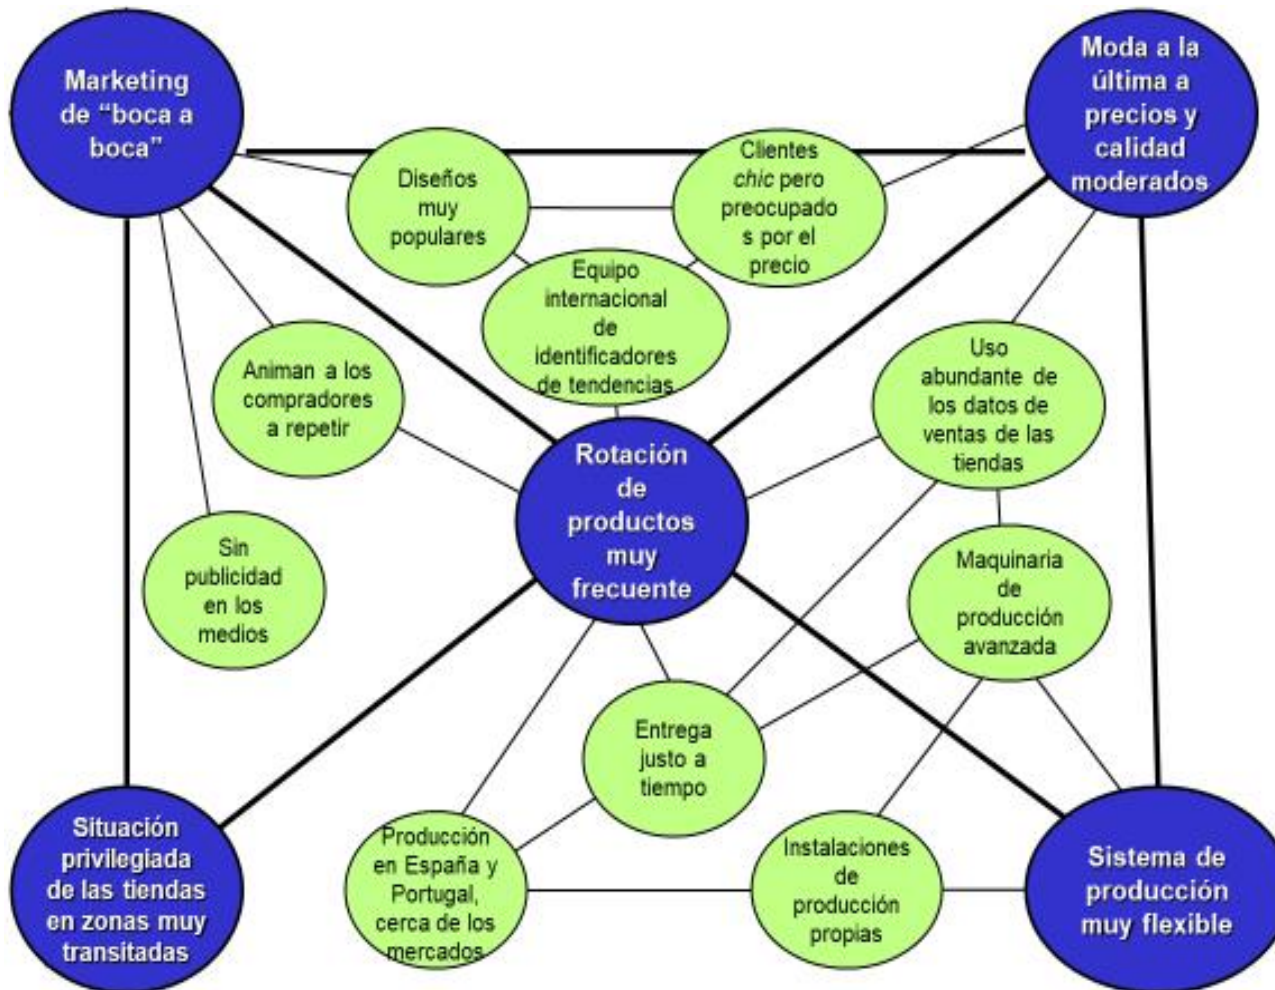 Marketing
de “boca a
boca”
Moda a la
última a
precios y
calidad
moderados
Diseños
muy
populares
Clientes
chic pero
preocupado
s por el
precio
Equipo
internacional
de
identificadores
de tendencias
Animan a los
compradores
a repetir
Uso
abundante de
los datos de
ventas de las
tiendas
Rotación
de
productos
muy
frecuente
Sin
publicidad
en los
medios
Maquinaria
de
producción
avanzada
Entrega
justo a
tiempo
Situación
privilegiada
de las tiendas
en zonas muy
transitadas
Producción
en España y
Portugal,
cerca de los
mercados
Instalaciones
de
producción
propias
Sistema de
producción
muy flexible